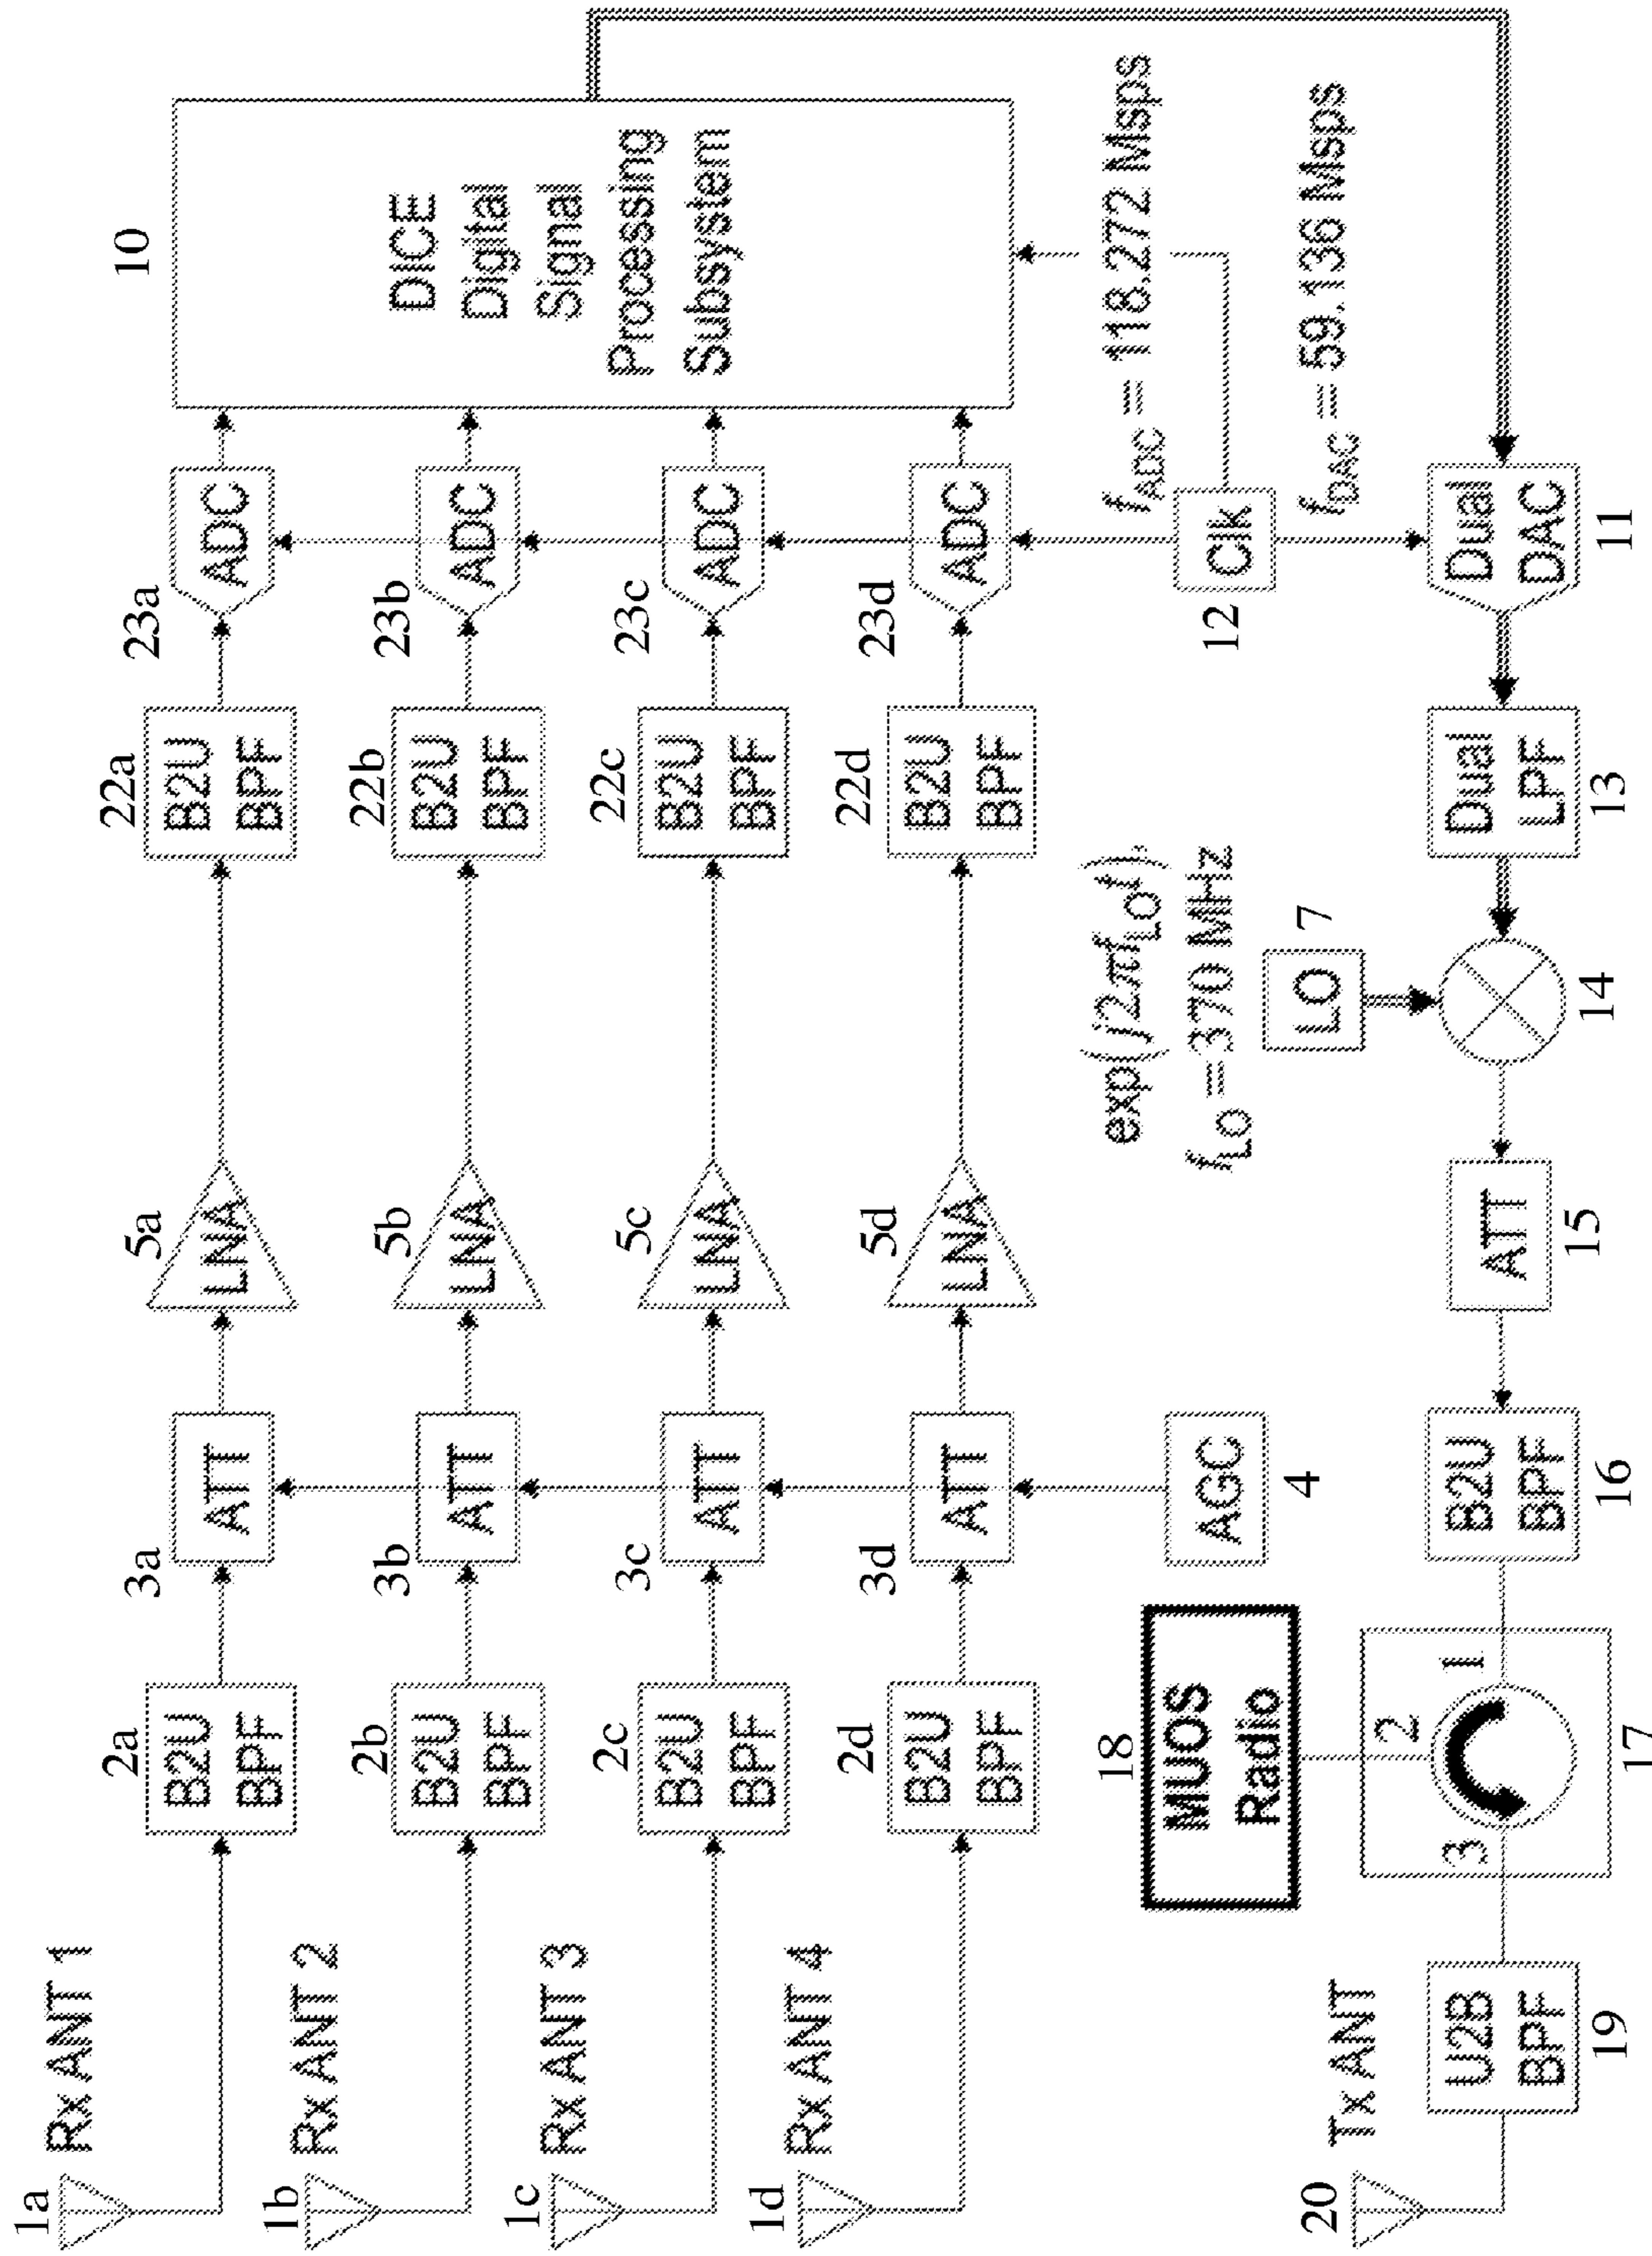 1a
Rx ANT 1
2a
B2U
BPF
3a
ATT
5a
LNA
22a
B2U
BPF
23a
ADC
10
DICE
Digital
Signal
Processing
Subsystem
1b
Rx ANT 2
2b
B2U
BPF
3b
ATT
5b
LNA
22b
B2U
BPF
23b
ADC
1c
Rx ANT 3
2c
B2U
BPF
3c
ATT
5c
LNA
22c
B2U
BPF
23c
ADC
1d
Rx ANT 4
2d
B2U
BPF
3d
ATT
5d
LNA
22d
B2U
BPF
23d
ADC
18
MUOS
Radio
AGC
4
exp(j2πf_LO t),
f_LO = 370 MHz
LO
7
12
Clk
f_ADC = 118.272 Msps
f_DAC = 59.136 Msps
20
Tx ANT
U2B
BPF
19
3
2
1
17
B2U
BPF
16
ATT
15
14
Dual
LPF
13
Dual
DAC
11